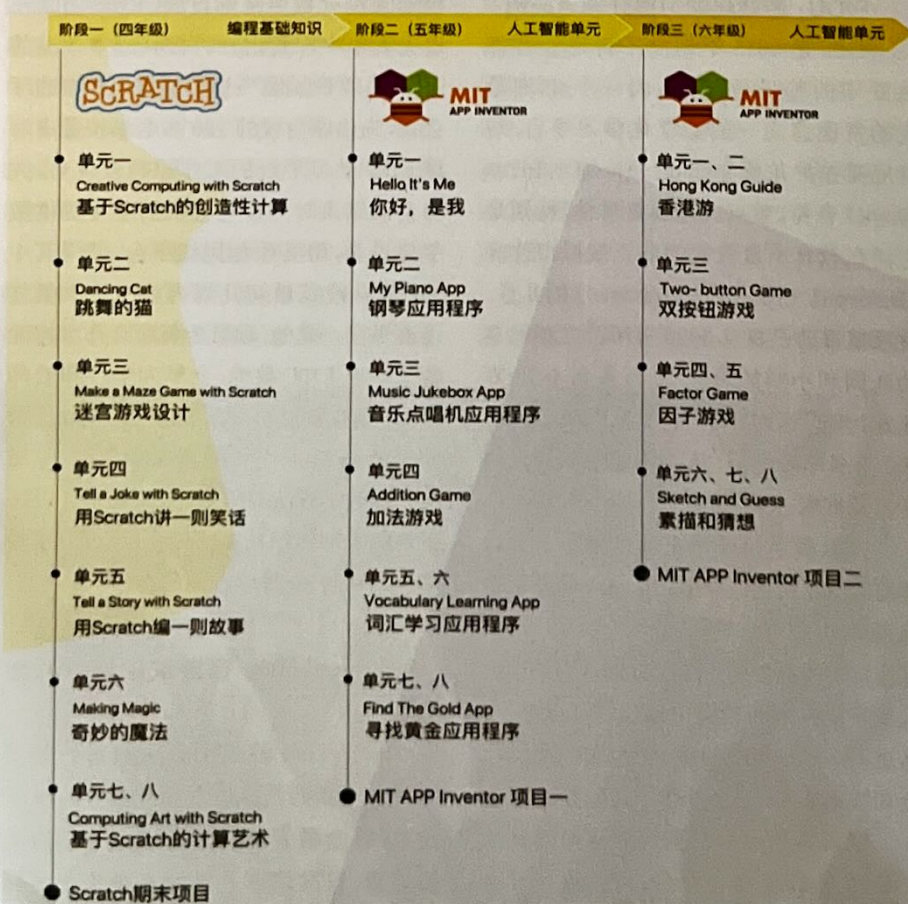 阶段一（四年级） 编程基础知识
SCRATCH
单元一
Creative Computing with Scratch
基于Scratch的创造性计算
单元二
Dancing Cat
跳舞的猫
单元三
Make a Maze Game with Scratch
迷宫游戏设计
单元四
Tell a Joke with Scratch
用Scratch讲一则笑话
单元五
Tell a Story with Scratch
用Scratch编一则故事
单元六
Making Magic
奇妙的魔法
单元七、八
Computing Art with Scratch
基于Scratch的计算艺术
Scratch期末项目
阶段二（五年级） 人工智能单元
MIT
APP INVENTOR
单元一
Hello It's Me
你好，是我
单元二
My Piano App
钢琴应用程序
单元三
Music Jukebox App
音乐点唱机应用程序
单元四
Addition Game
加法游戏
单元五、六
Vocabulary Learning App
词汇学习应用程序
单元七、八
Find The Gold App
寻找黄金应用程序
MIT APP Inventor 项目一
阶段三（六年级） 人工智能单元
MIT
APP INVENTOR
单元一、二
Hong Kong Guide
香港游
单元三
Two- button Game
双按钮游戏
单元四、五
Factor Game
因子游戏
单元六、七、八
Sketch and Guess
素描和猜想
MIT APP Inventor 项目二